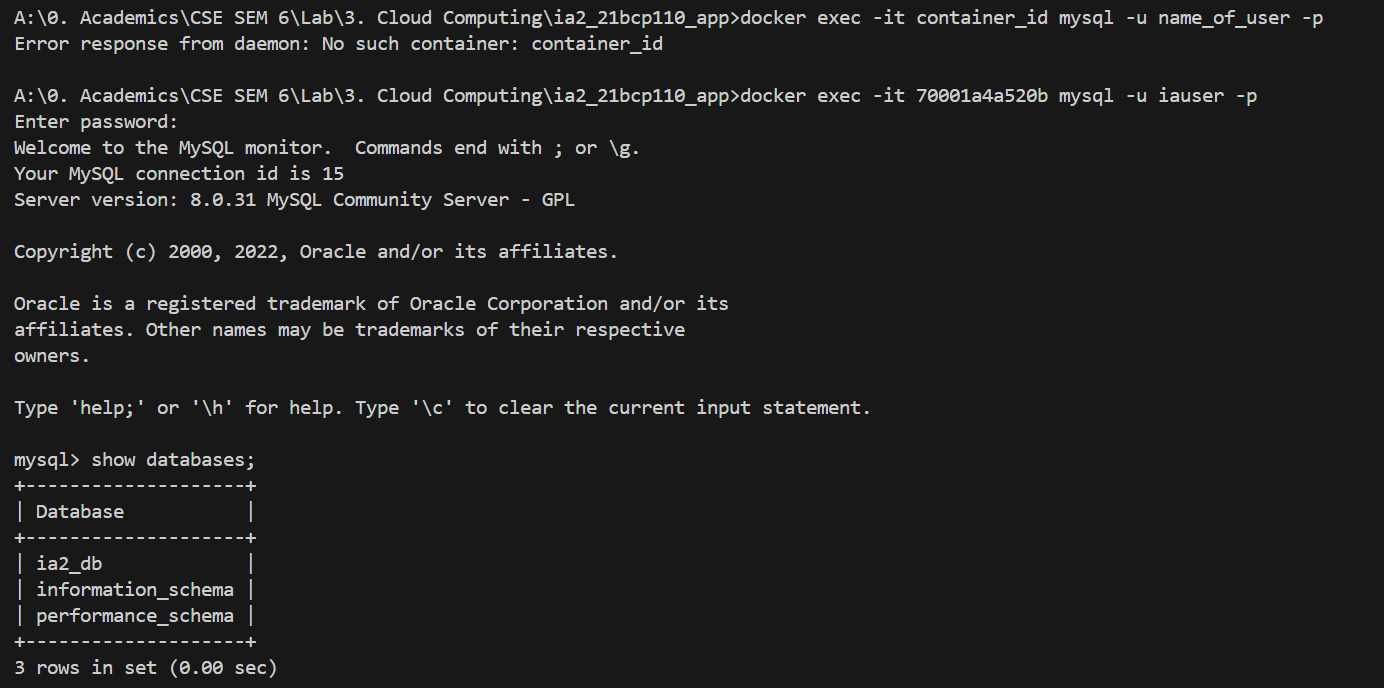 A:\0. Academics\CSE SEM 6\Lab\3. Cloud Computing\ia2_21bcp110_app>docker exec -it container_id mysql -u name_of_user -p
Error response from daemon: No such container: container_id
A:\0. Academics\CSE SEM 6\Lab\3. Cloud Computing\ia2_21bcp110_app>docker exec -it 70001a4a520b mysql -u iauser -p
Enter password:
Welcome to the MySQL monitor.  Commands end with ; or \g.
Your MySQL connection id is 15
Server version: 8.0.31 MySQL Community Server - GPL
Copyright (c) 2000, 2022, Oracle and/or its affiliates.
Oracle is a registered trademark of Oracle Corporation and/or its
affiliates. Other names may be trademarks of their respective
owners.
Type 'help;' or '\h' for help. Type '\c' to clear the current input statement.
mysql> show databases;
+--------------------+
| Database           |
+--------------------+
| ia2_db             |
| information_schema |
| performance_schema |
+--------------------+
3 rows in set (0.00 sec)